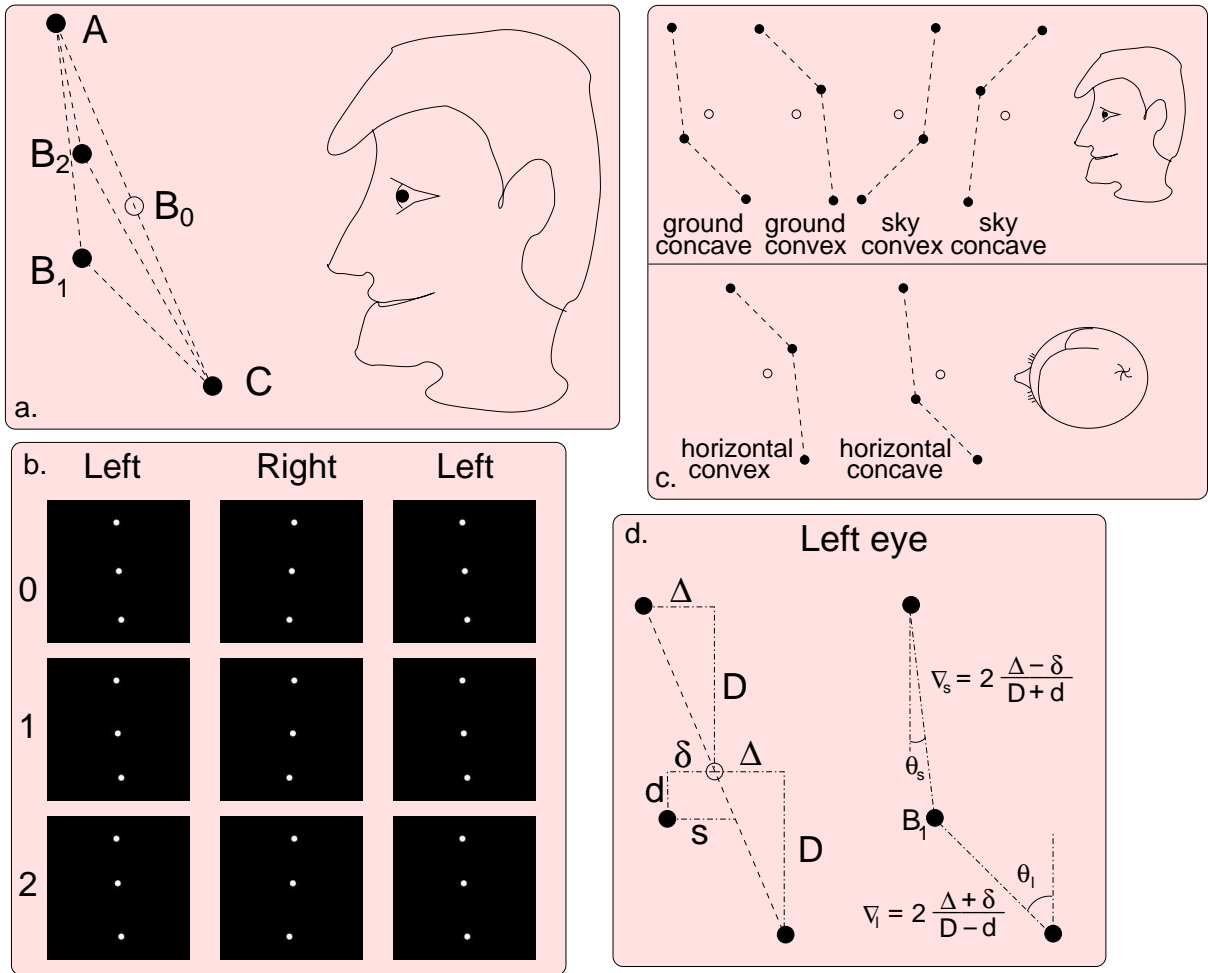 A
B₂
B₀
B₁
C
a.
ground concave
ground convex
sky convex
sky concave
horizontal convex
horizontal concave
c.
b.
Left Right Left
0
1
2
d.
Left eye
Δ
D
δ Δ
d
s
D
∇s = 2 (Δ − δ) / (D + d)
θs
B₁
θl
∇l = 2 (Δ + δ) / (D − d)